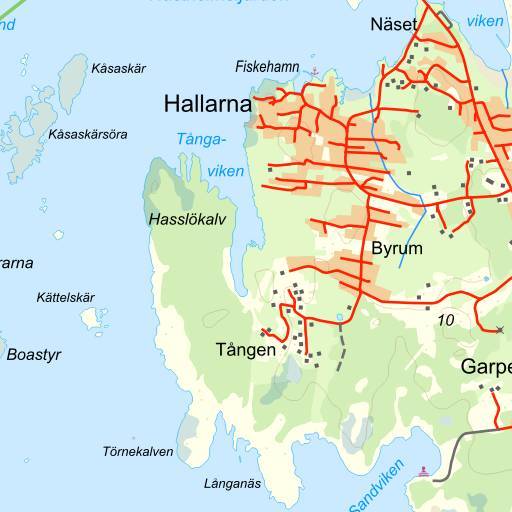 Näset
viken
nd
Fiskehamn
Kåsaskär
Hallarna
Kåsaskärsöra
Tånga-
viken
Hasslökalv
Byrum
rarna
Kättelskär
10
Boastyr
Tången
Garpe
Törnekalven
Långanäs
Sandviken